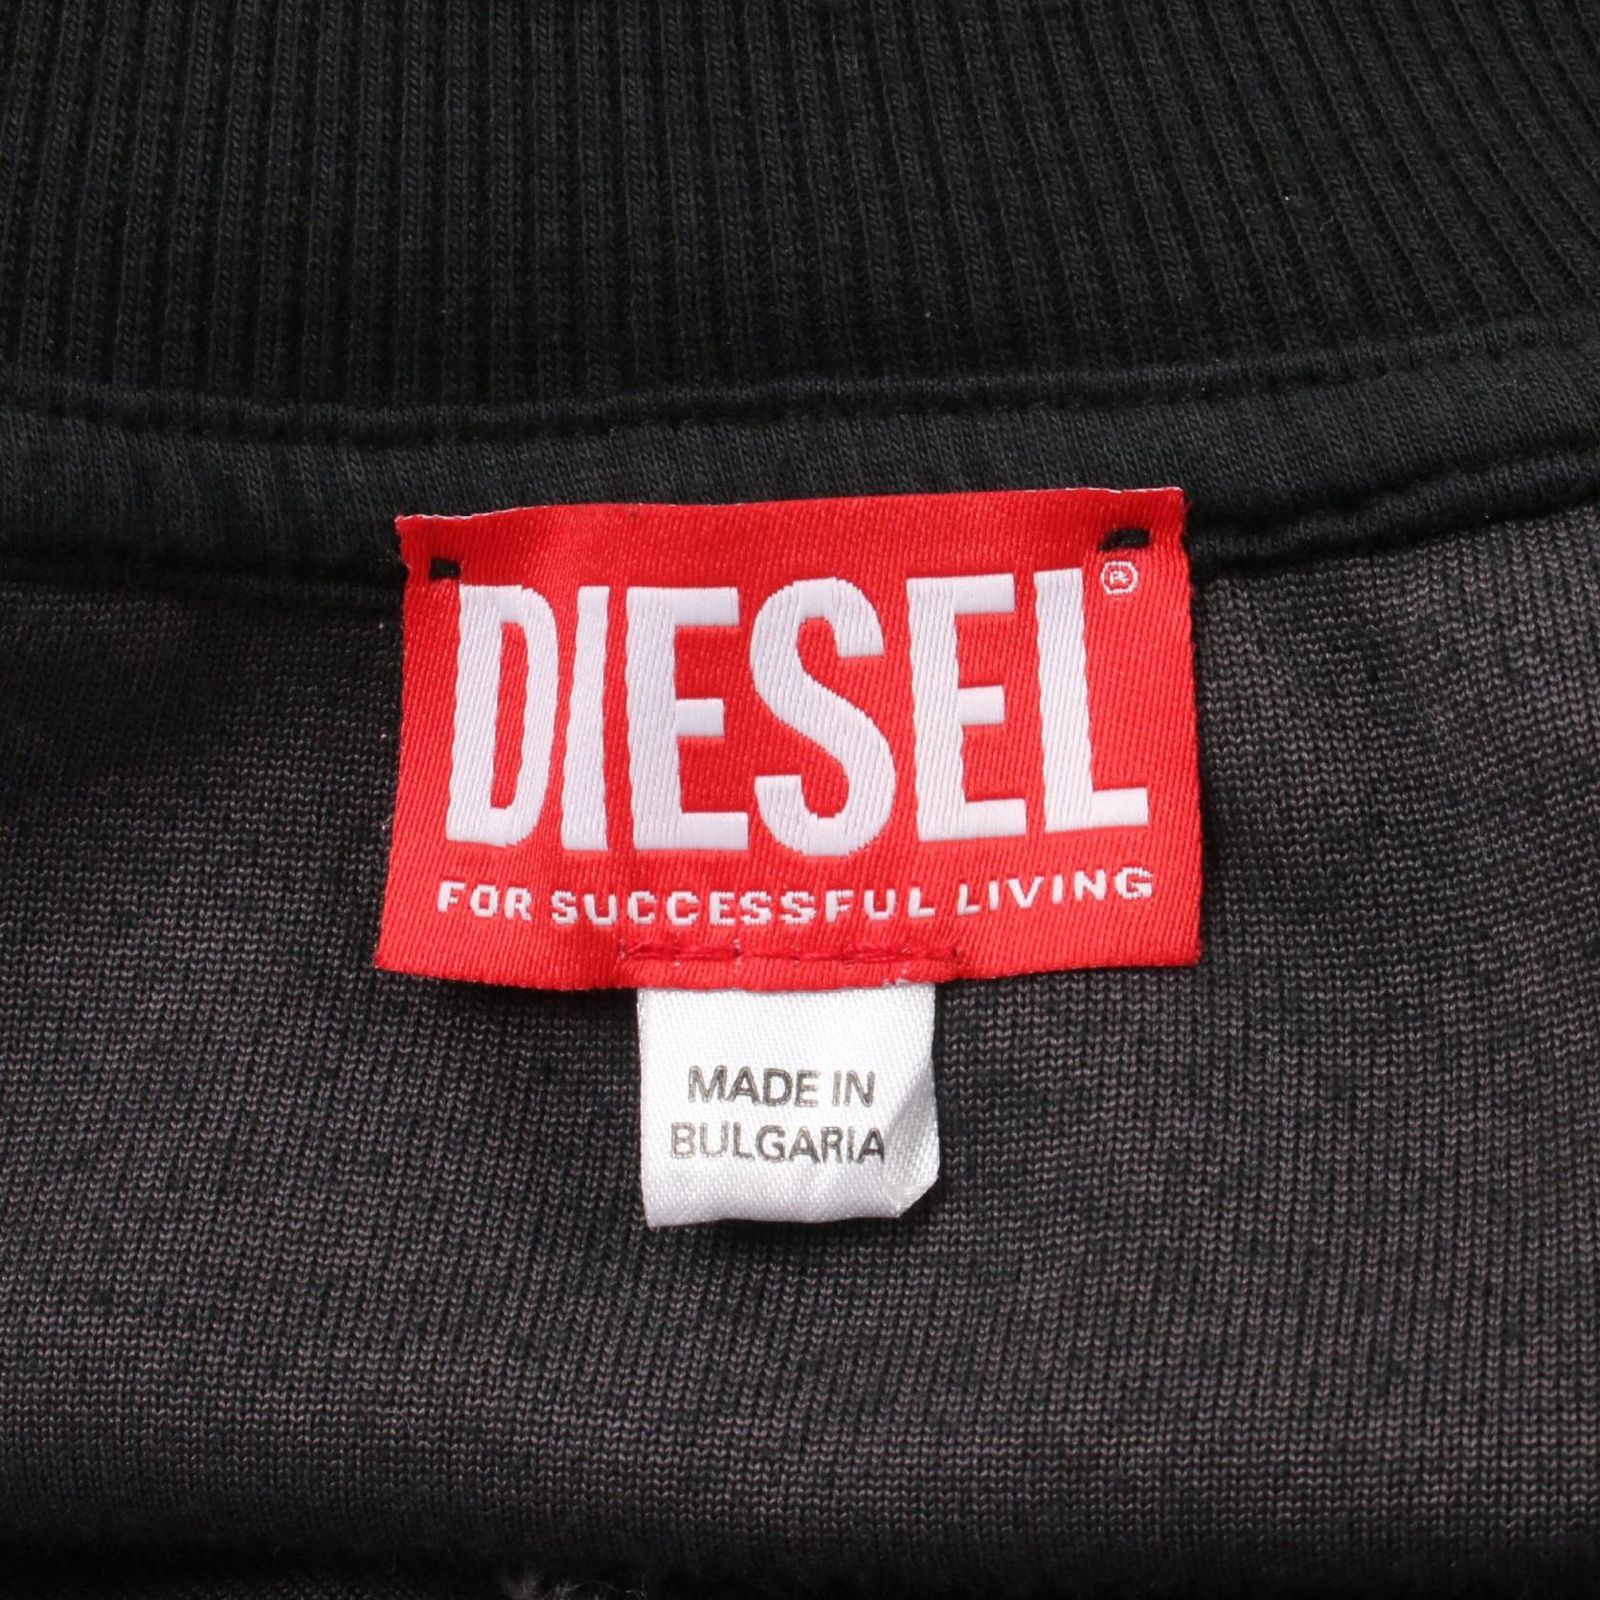 DIESEL®
FOR SUCCESSFUL LIVING
MADE IN
BULGARIA